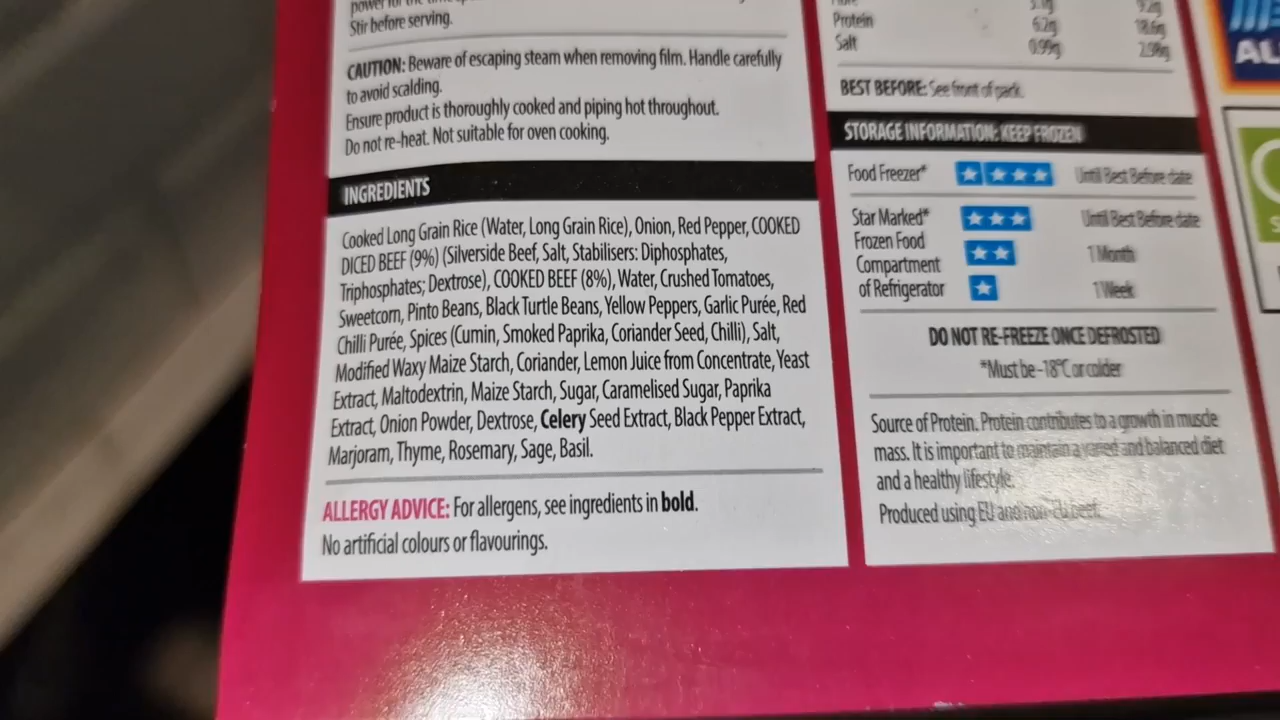 Stir before serving.
CAUTION: Beware of escaping steam when removing film. Handle carefully
to avoid scalding.
Ensure product is thoroughly cooked and piping hot throughout.
Do not re-heat. Not suitable for oven cooking.
INGREDIENTS
Cooked Long Grain Rice (Water, Long Grain Rice), Onion, Red Pepper, COOKED
DICED BEEF (9%) (Silverside Beef, Salt, Stabilisers: Diphosphates,
Triphosphates; Dextrose), COOKED BEEF (8%), Water, Crushed Tomatoes,
Sweetcorn, Pinto Beans, Black Turtle Beans, Yellow Peppers, Garlic Purée, Red
Chilli Purée, Spices (Cumin, Smoked Paprika, Coriander Seed, Chilli), Salt,
Modified Waxy Maize Starch, Coriander, Lemon Juice from Concentrate, Yeast
Extract, Maltodextrin, Maize Starch, Sugar, Caramelised Sugar, Paprika
Extract, Onion Powder, Dextrose, Celery Seed Extract, Black Pepper Extract,
Marjoram, Thyme, Rosemary, Sage, Basil.
ALLERGY ADVICE: For allergens, see ingredients in bold.
No artificial colours or flavourings.
Protein 6.2g 18.6g
Salt 0.99g 2.98g
BEST BEFORE: See front of pack.
STORAGE INFORMATION: KEEP FROZEN
Food Freezer* Until Best Before date
Star Marked* Until Best Before date
Frozen Food 1 Month
Compartment
of Refrigerator 1 Week
DO NOT RE-FREEZE ONCE DEFROSTED
*Must be -18°C or colder
Source of Protein. Protein contributes to a growth in muscle
mass. It is important to maintain a varied and balanced diet
and a healthy lifestyle.
Produced using EU and non-EU beef.